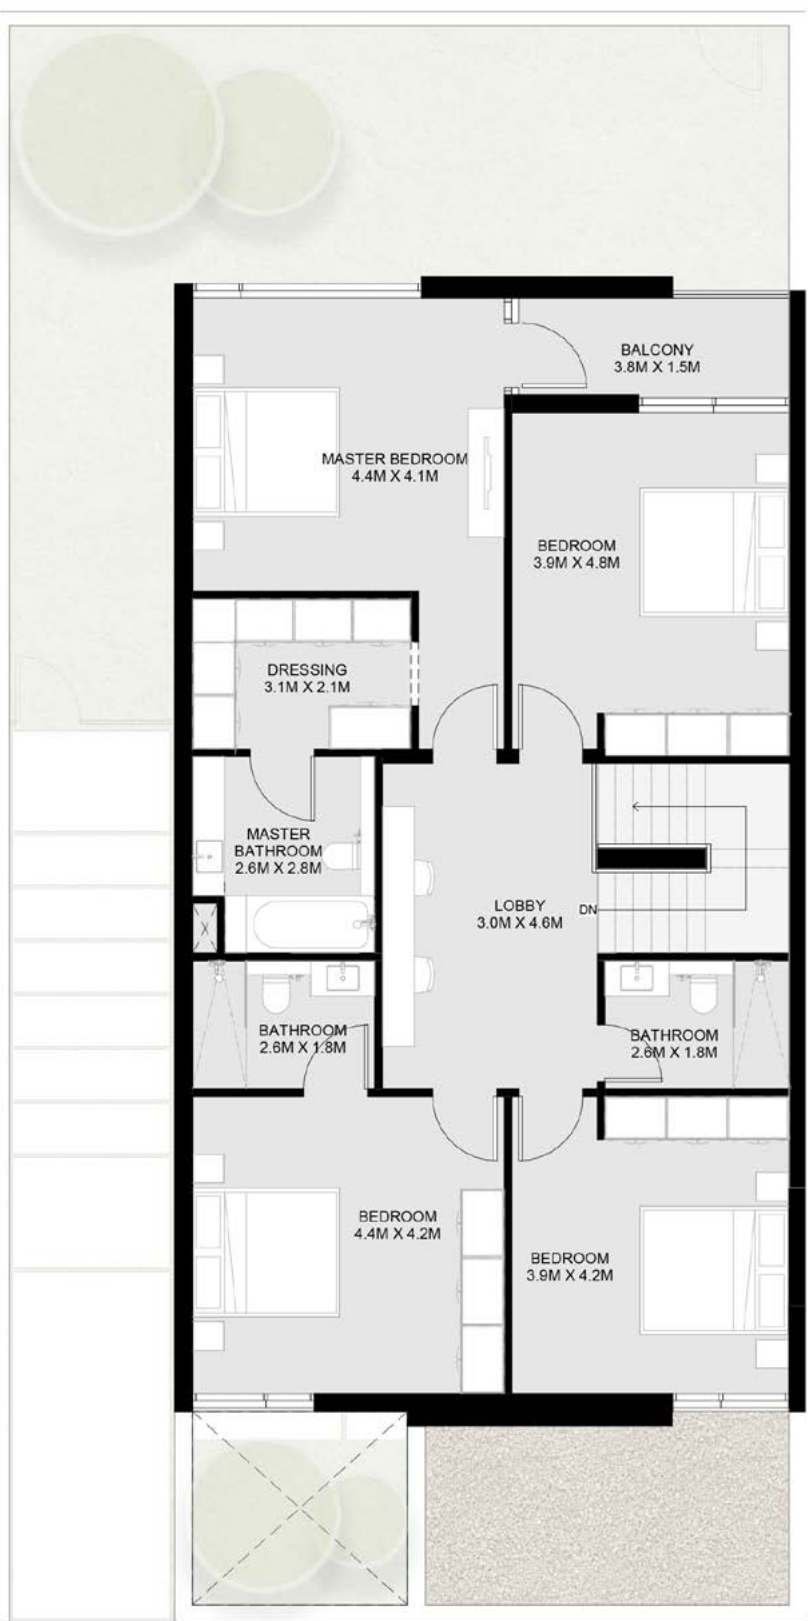 BALCONY
3.8M X 1.5M
MASTER BEDROOM
4.4M X 4.1M
BEDROOM
3.9M X 4.8M
DRESSING
3.1M X 2.1M
MASTER
BATHROOM
2.6M X 2.8M
LOBBY
3.0M X 4.6M
DN
BATHROOM
2.6M X 1.8M
BATHROOM
2.6M X 1.8M
BEDROOM
4.4M X 4.2M
BEDROOM
3.9M X 4.2M